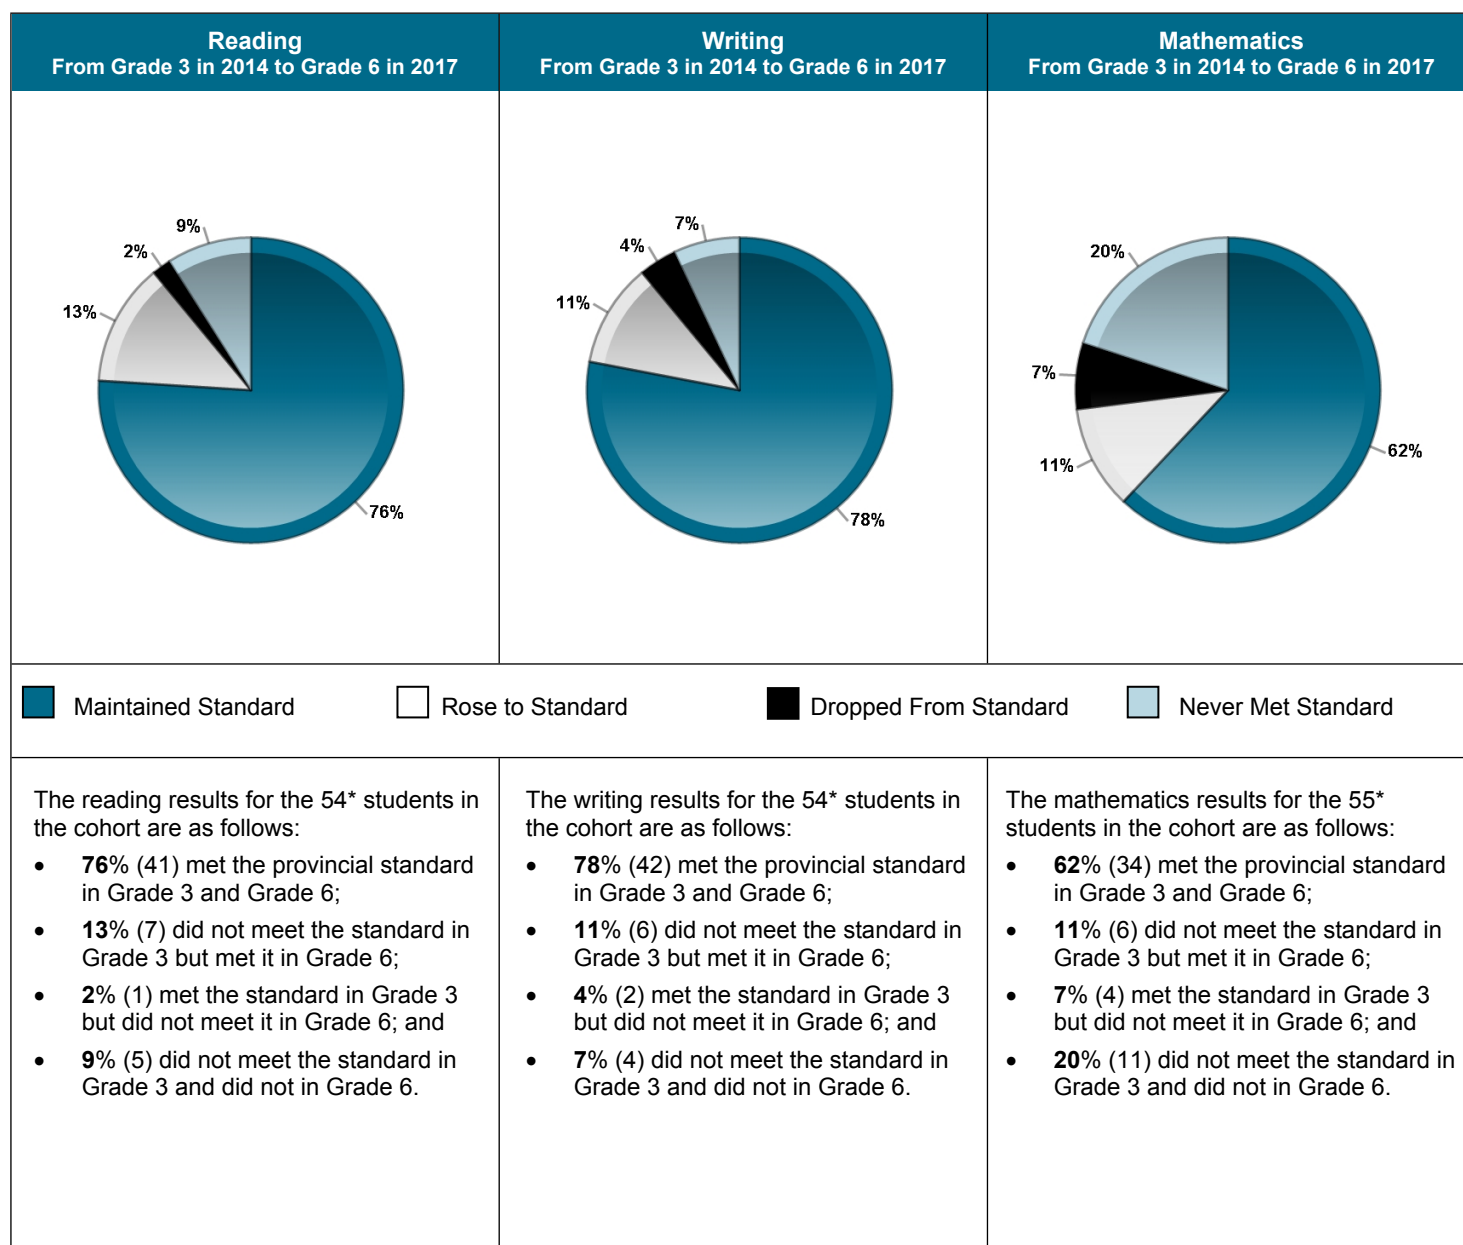 Reading
From Grade 3 in 2014 to Grade 6 in 2017
Writing
From Grade 3 in 2014 to Grade 6 in 2017
Mathematics
From Grade 3 in 2014 to Grade 6 in 2017
9%
2%
13%
76%
7%
4%
11%
78%
20%
7%
11%
62%
Maintained Standard
Rose to Standard
Dropped From Standard
Never Met Standard
The reading results for the 54* students in
the cohort are as follows:
• 76% (41) met the provincial standard
in Grade 3 and Grade 6;
• 13% (7) did not meet the standard in
Grade 3 but met it in Grade 6;
• 2% (1) met the standard in Grade 3
but did not meet it in Grade 6; and
• 9% (5) did not meet the standard in
Grade 3 and did not in Grade 6.
The writing results for the 54* students in
the cohort are as follows:
• 78% (42) met the provincial standard
in Grade 3 and Grade 6;
• 11% (6) did not meet the standard in
Grade 3 but met it in Grade 6;
• 4% (2) met the standard in Grade 3
but did not meet it in Grade 6; and
• 7% (4) did not meet the standard in
Grade 3 and did not in Grade 6.
The mathematics results for the 55*
students in the cohort are as follows:
• 62% (34) met the provincial standard
in Grade 3 and Grade 6;
• 11% (6) did not meet the standard in
Grade 3 but met it in Grade 6;
• 7% (4) met the standard in Grade 3
but did not meet it in Grade 6; and
• 20% (11) did not meet the standard in
Grade 3 and did not in Grade 6.